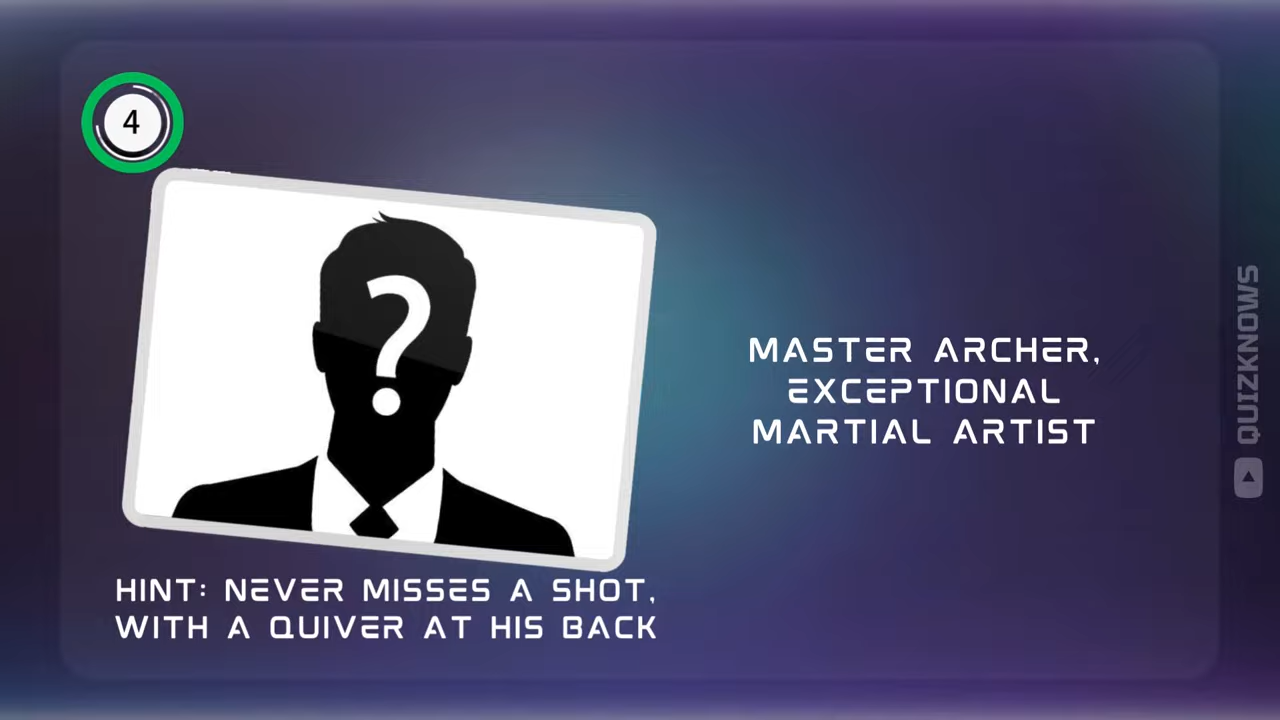 4
?
MASTER ARCHER,
EXCEPTIONAL
MARTIAL ARTIST
HINT: NEVER MISSES A SHOT,
WITH A QUIVER AT HIS BACK
QUIZKNOWS